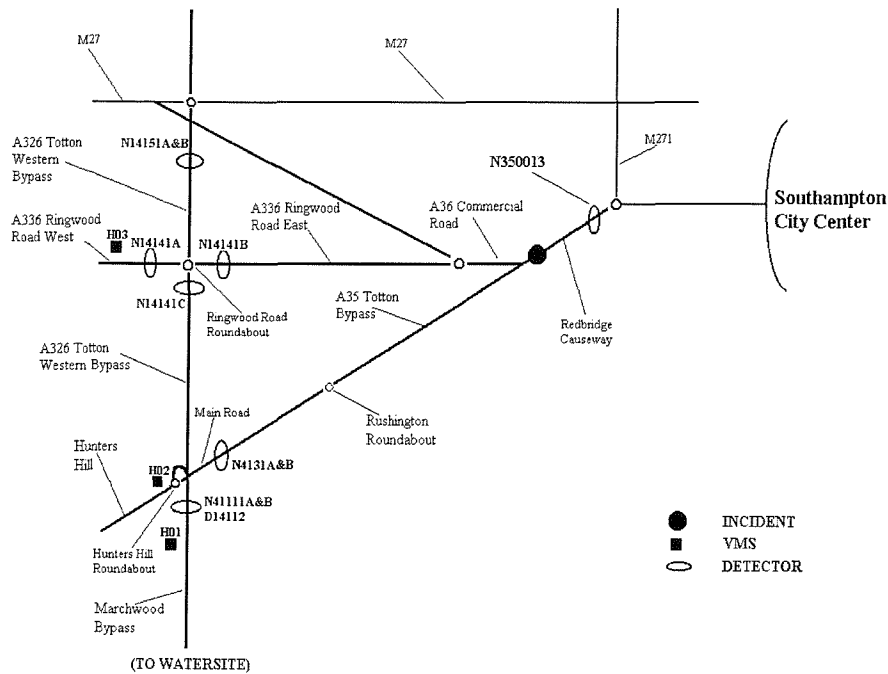 M27
M27
N14151A&B
A326 Totton
Western
Bypass
M271
N350013
Southampton
City Center
A336 Ringwood
Road West
H03
N14141A
N14141B
A336 Ringwood
Road East
A36 Commercial
Road
N14141C
Ringwood Road
Roundabout
A35 Totton
Bypass
Redbridge
Causeway
A326 Totton
Western Bypass
Main Road
Rushington
Roundabout
Hunters
Hill
H02
N4131A&B
N41111A&B
D14112
H01
Hunters Hill
Roundabout
Marchwood
Bypass
(TO WATERSITE)
INCIDENT
VMS
DETECTOR